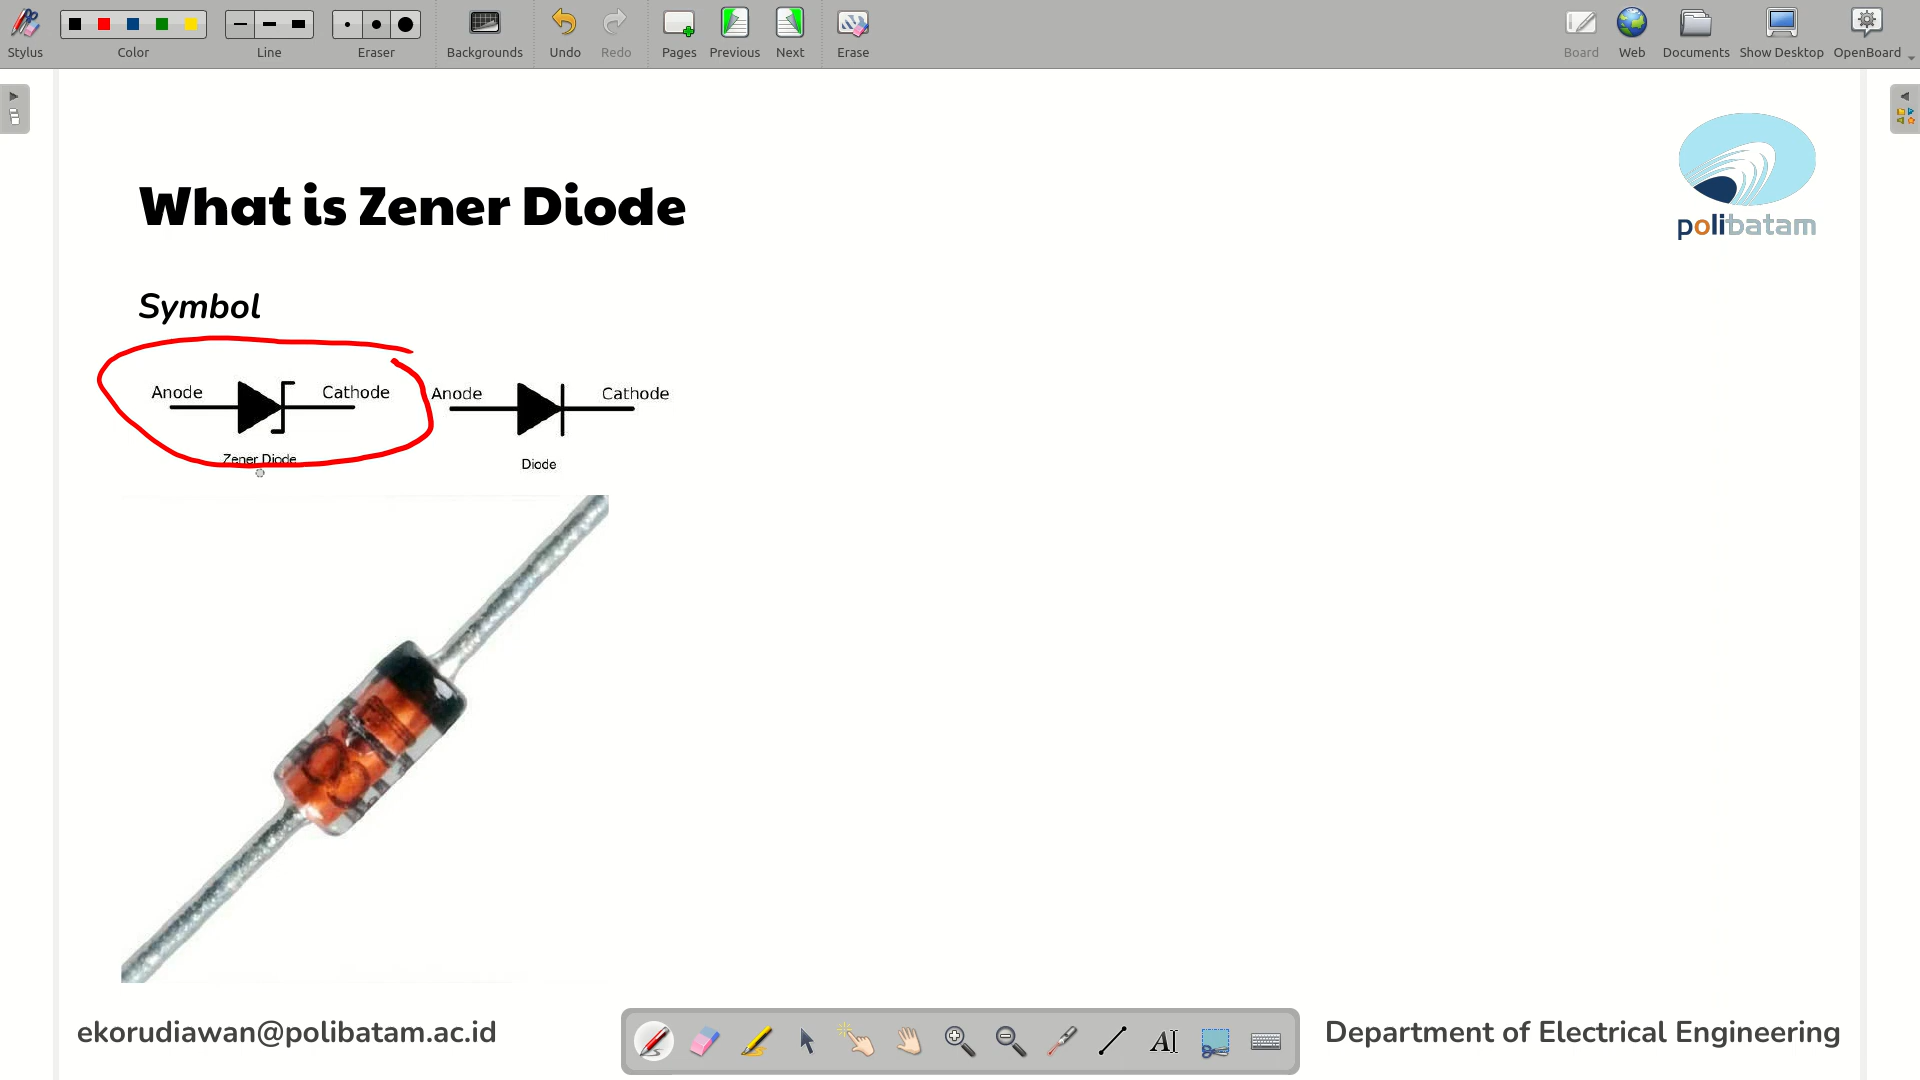 Stylus
Color
Line
Eraser
Backgrounds
Undo
Redo
Pages
Previous
Next
Erase
Board
Web
Documents
Show Desktop
OpenBoard
polibatam
What is Zener Diode
Symbol
Anode
Cathode
Anode
Cathode
Zener Diode
Diode
ekorudiawan@polibatam.ac.id
AI
Department of Electrical Engineering